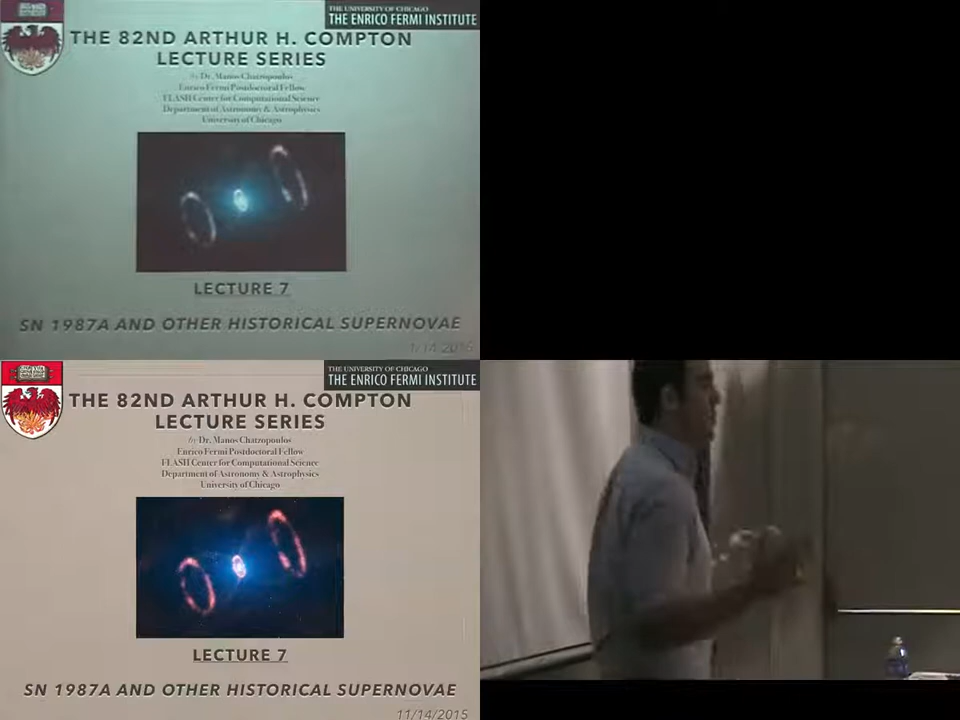 THE UNIVERSITY OF CHICAGO
THE ENRICO FERMI INSTITUTE
THE 82ND ARTHUR H. COMPTON
LECTURE SERIES
by Dr. Manos Chatzopoulos
Enrico Fermi Postdoctoral Fellow
FLASH Center for Computational Science
Department of Astronomy & Astrophysics
University of Chicago
LECTURE 7
SN 1987A AND OTHER HISTORICAL SUPERNOVAE
1/14 2015
THE UNIVERSITY OF CHICAGO
THE ENRICO FERMI INSTITUTE
THE 82ND ARTHUR H. COMPTON
LECTURE SERIES
by Dr. Manos Chatzopoulos
Enrico Fermi Postdoctoral Fellow
FLASH Center for Computational Science
Department of Astronomy & Astrophysics
University of Chicago
LECTURE 7
SN 1987A AND OTHER HISTORICAL SUPERNOVAE
11/14/2015